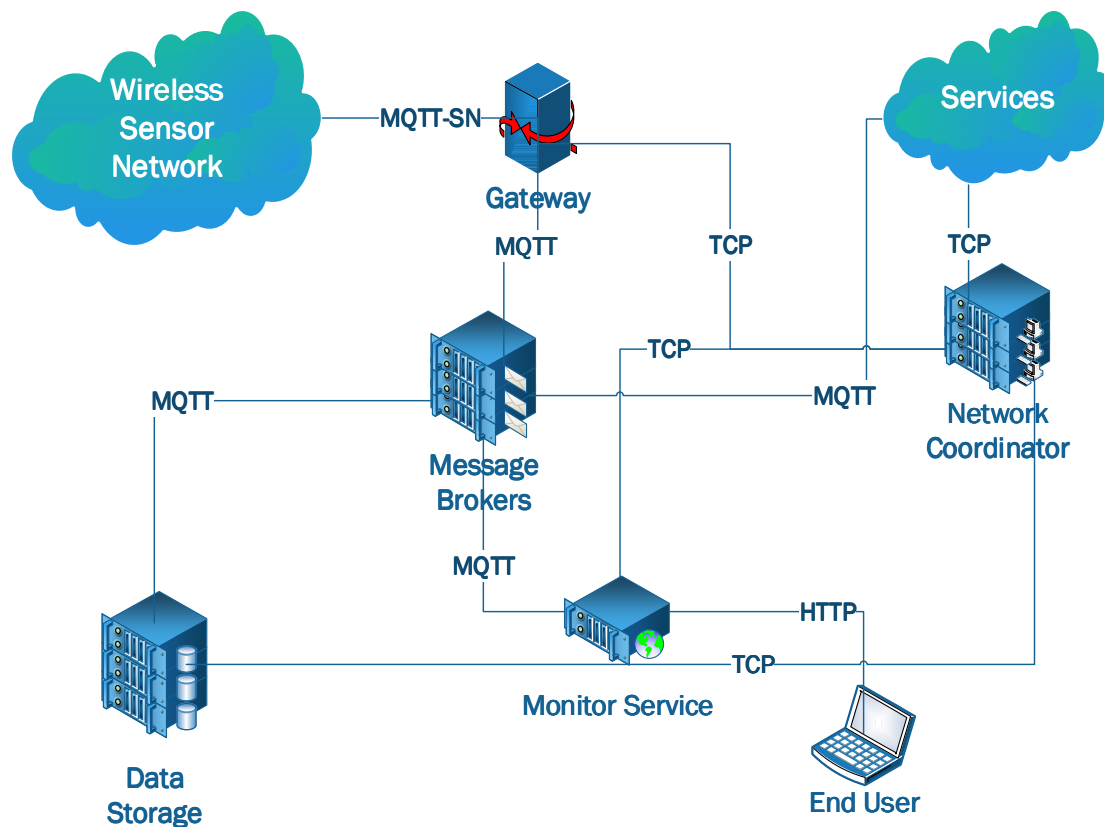 Wireless
Sensor
Network
MQTT-SN
Gateway
Services
MQTT
TCP
TCP
TCP
Network
Coordinator
MQTT
MQTT
Message
Brokers
MQTT
HTTP
TCP
Monitor Service
Data
Storage
End User